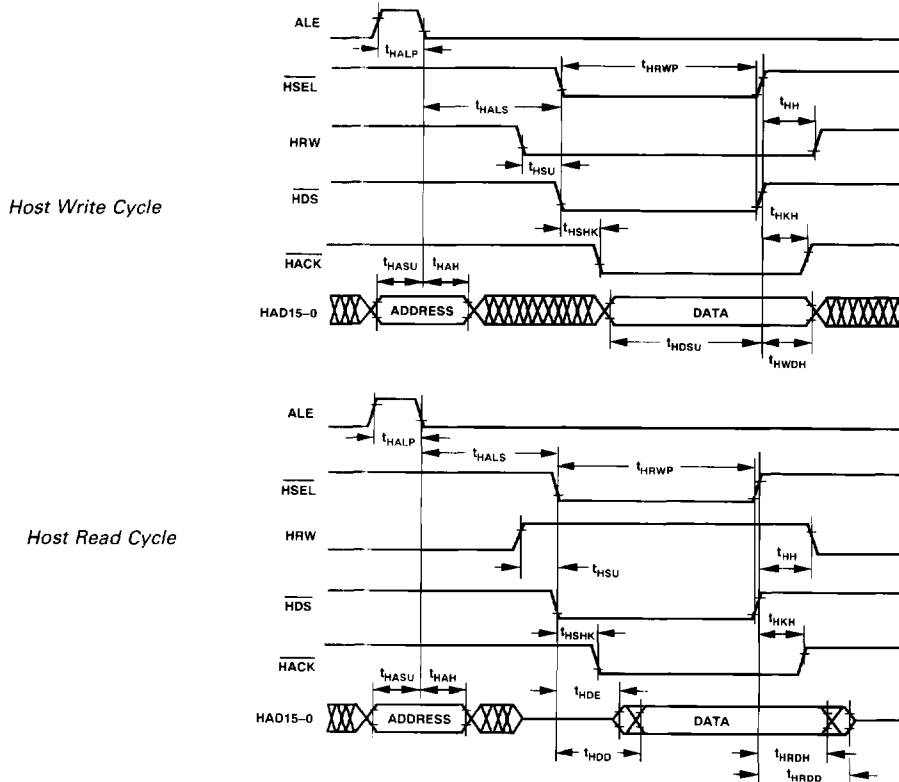 Host Write Cycle
ALE
tHALP
HSEL
tHRWP
tHALS
tHH
HRW
tHSU
HDS
tHSHK
tHKH
HACK
tHASU
tHAH
HAD15–0
ADDRESS
DATA
tHDSU
tHWDH
Host Read Cycle
ALE
tHALP
tHALS
tHRWP
HSEL
HRW
tHH
tHSU
HDS
tHSHK
tHKH
HACK
tHASU
tHAH
tHDE
HAD15–0
ADDRESS
DATA
tHDD
tHRDH
tHRDD